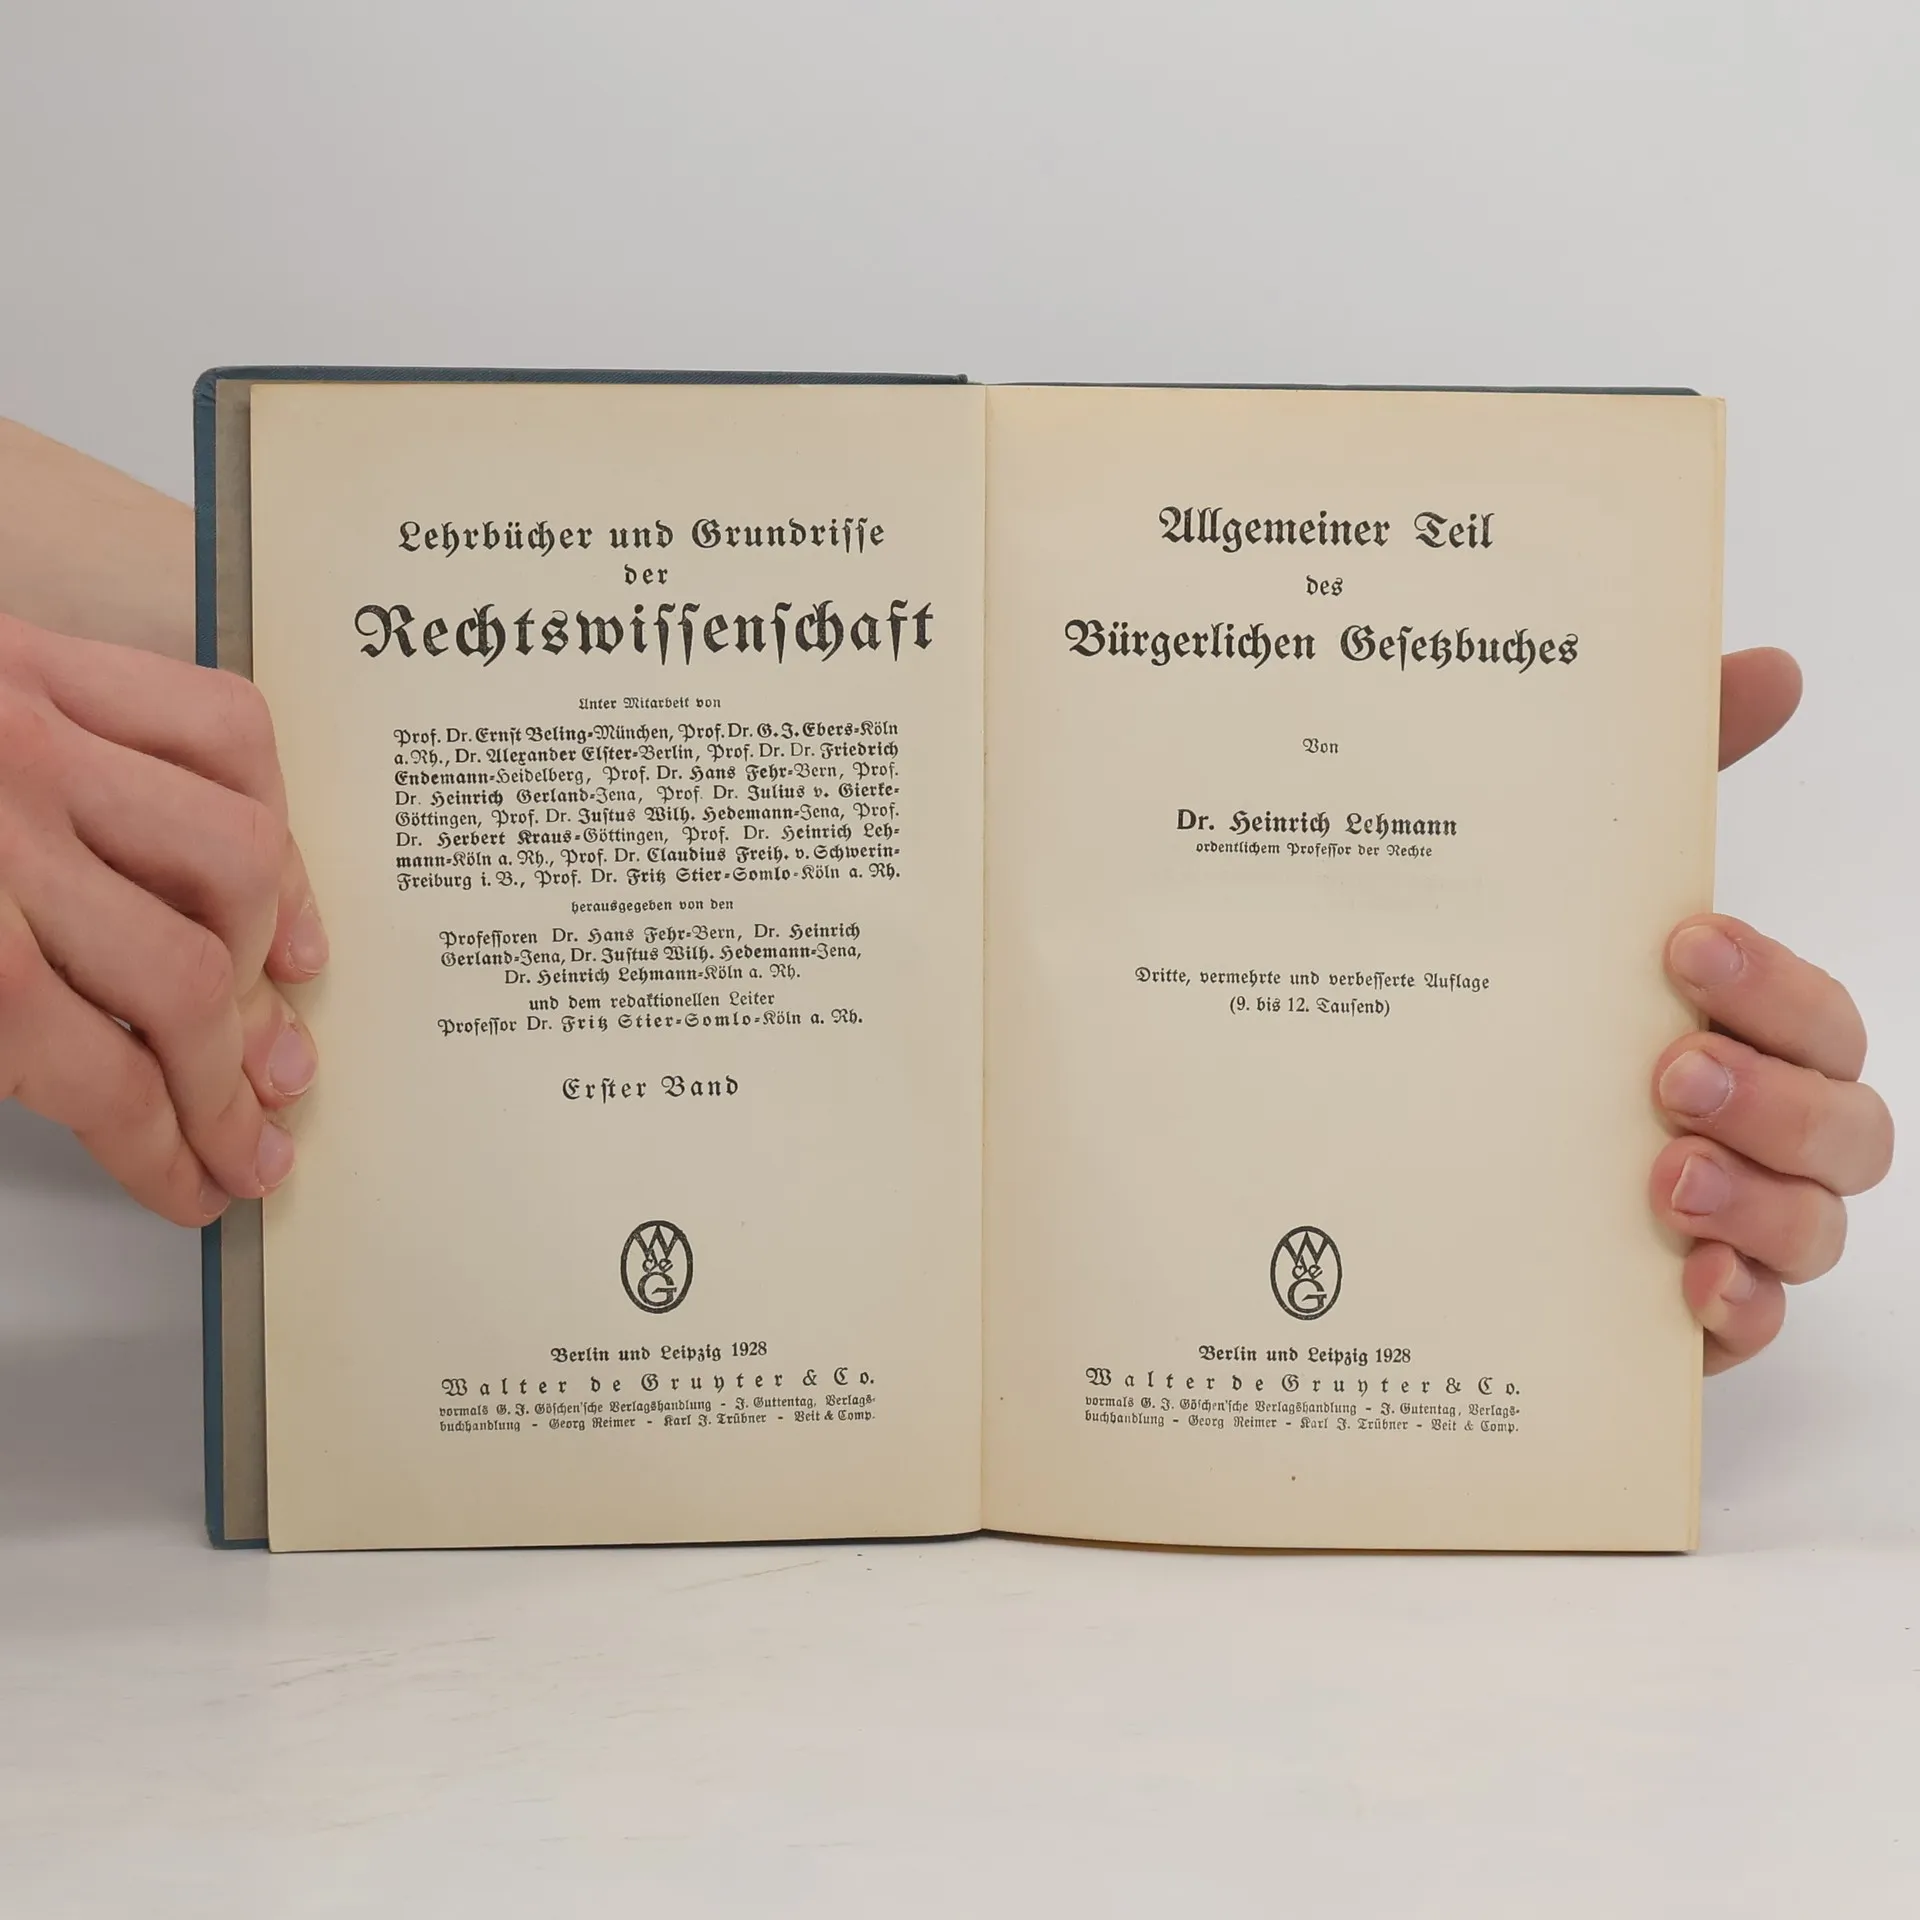 Lehrbücher und Grundrisse
der
Rechtswissenschaft
Unter Mitarbeit von
Prof. Dr. Ernst Beling-München, Prof. Dr. G. J. Ebers-Köln
a. Rh., Dr. Alexander Elster-Berlin, Prof. Dr. Dr. Friedrich
Endemann-Heidelberg, Prof. Dr. Hans Fehr-Bern, Prof.
Dr. Heinrich Gerland-Jena, Prof. Dr. Julius v. Gierke-
Göttingen, Prof. Dr. Justus Wilh. Hedemann-Jena, Prof.
Dr. Herbert Kraus-Göttingen, Prof. Dr. Heinrich Leh-
mann-Köln a. Rh., Prof. Dr. Claudius Freih. v. Schwerin-
Freiburg i. B., Prof. Dr. Fritz Stier-Somlo-Köln a. Rh.
herausgegeben von den
Professoren Dr. Hans Fehr-Bern, Dr. Heinrich
Gerland-Jena, Dr. Justus Wilh. Hedemann-Jena,
Dr. Heinrich Lehmann-Köln a. Rh.
und dem redaktionellen Leiter
Professor Dr. Fritz Stier-Somlo-Köln a. Rh.
Erster Band
W
de
G
Berlin und Leipzig 1928
Walter de Gruyter & Co.
vormals G. J. Göschen'sche Verlagshandlung - J. Guttentag, Verlags-
buchhandlung - Georg Reimer - Karl J. Trübner - Veit & Comp.
Allgemeiner Teil
des
Bürgerlichen Gesetzbuches
Von
Dr. Heinrich Lehmann
ordentlichem Professor der Rechte
Dritte, vermehrte und verbesserte Auflage
(9. bis 12. Tausend)
W
de
G
Berlin und Leipzig 1928
Walter de Gruyter & Co.
vormals G. J. Göschen'sche Verlagshandlung - J. Gutentag, Verlags-
buchhandlung - Georg Reimer - Karl J. Trübner - Veit & Comp.